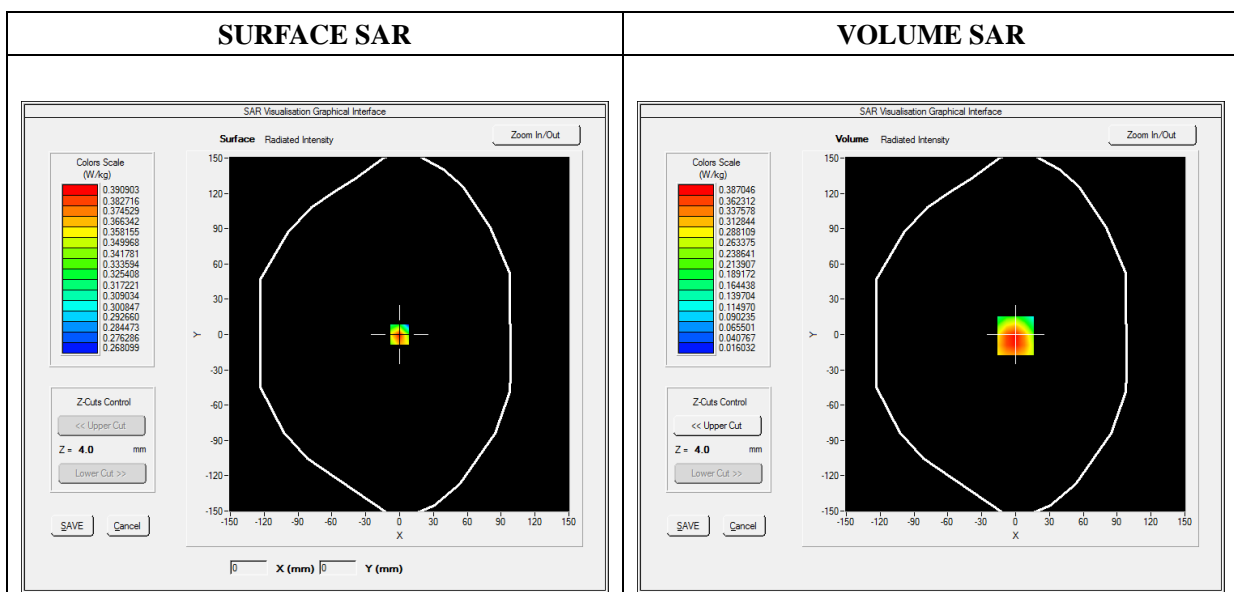 SURFACE SAR
VOLUME SAR
SAR Visualisation Graphical Interface
Surface Radiated Intensity
Zoom In/Out
Colors Scale
(W/kg)
0.390903
0.382716
0.374529
0.366342
0.358155
0.349968
0.341781
0.333594
0.325408
0.317221
0.309034
0.300847
0.292660
0.284473
0.276286
0.268099
150
120
90
60
30
0
-30
-60
-90
-120
-150
Y
-150 -120 -90 -60 -30 0 30 60 90 120 150
X
Z-Cuts Control
<< Upper Cut
Z = 4.0 mm
Lower Cut >>
SAVE Cancel
0 X (mm) 0 Y (mm)
SAR Visualisation Graphical Interface
Volume Radiated Intensity
Zoom In/Out
Colors Scale
(W/kg)
0.387046
0.362312
0.337578
0.312844
0.288109
0.263375
0.238641
0.213907
0.189172
0.164438
0.139704
0.114970
0.090235
0.065501
0.040767
0.016032
150
120
90
60
30
0
-30
-60
-90
-120
-150
Y
-150 -120 -90 -60 -30 0 30 60 90 120 150
X
Z-Cuts Control
<< Upper Cut
Z = 4.0 mm
Lower Cut >>
SAVE Cancel